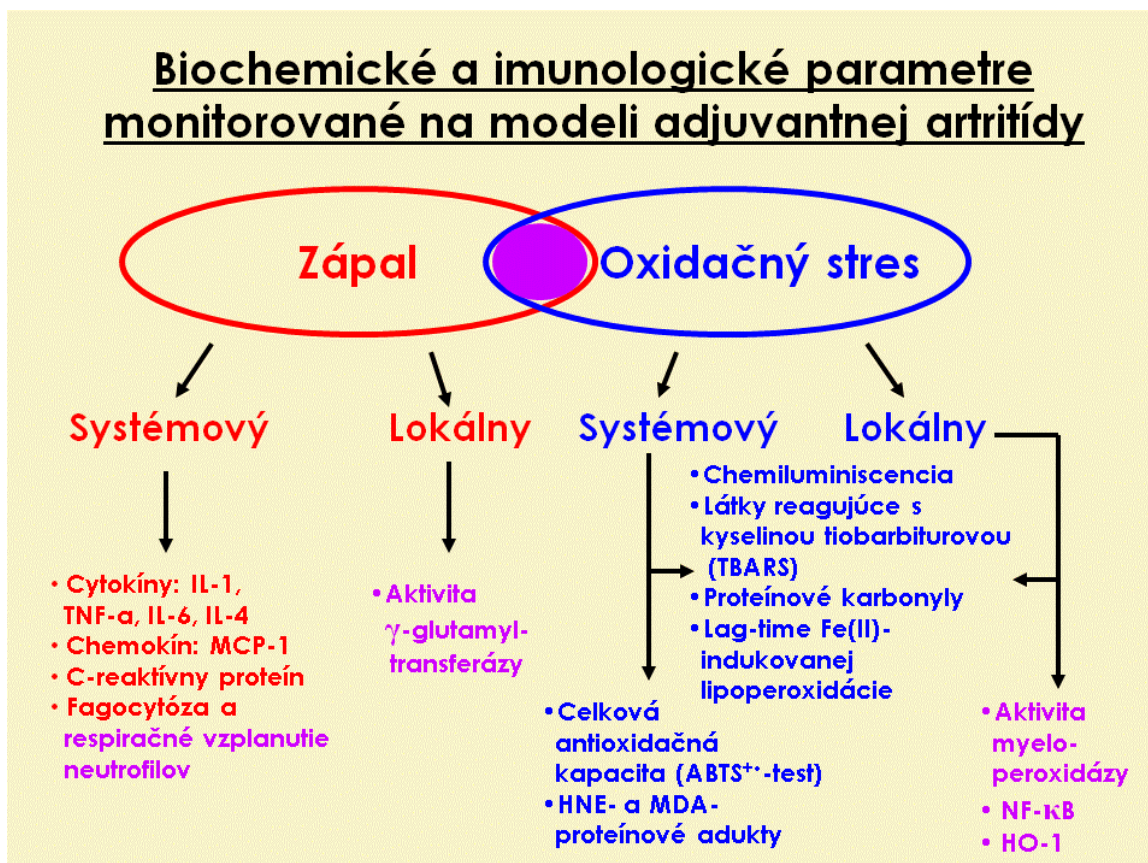 Biochemické a imunologické parametre
monitorované na modeli adjuvantnej artritídy
Zápal
Oxidačný stres
Systémový
Lokálny
Systémový
Lokálny
• Cytokíny: IL-1,
TNF-a, IL-6, IL-4
• Chemokín: MCP-1
• C-reaktívny proteín
• Fagocytóza a
respiračné vzplanutie
neutrofilov
• Aktivita
γ-glutamyl-
transferázy
• Chemiluminiscencia
• Látky reagujúce s
kyselinou tiobarbiturovou
(TBARS)
• Proteínové karbonyly
• Lag-time Fe(II)-
indukovanej
lipoperoxidácie
• Celková
antioxidačná
kapacita (ABTS⁺•-test)
• HNE- a MDA-
proteínové adukty
• Aktivita
myelo-
peroxidázy
• NF-κB
• HO-1